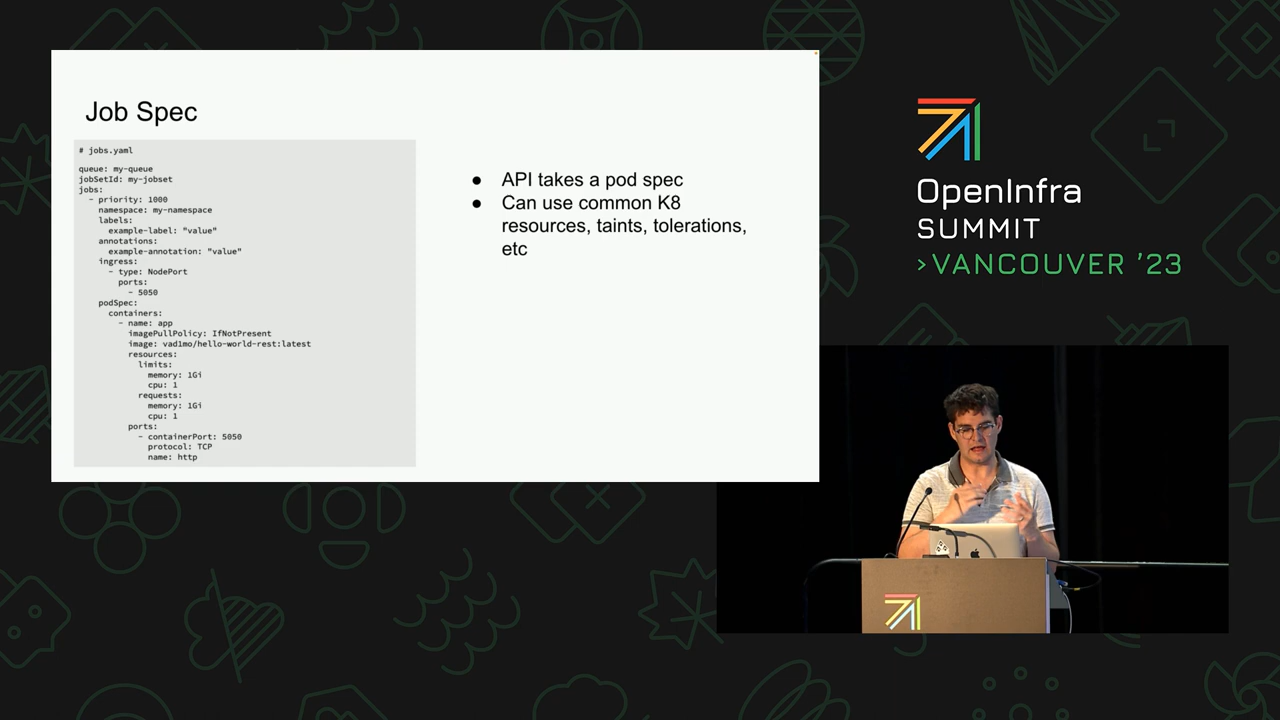 Job Spec
# jobs.yaml
queue: my-queue
jobSetId: my-jobset
jobs:
- priority: 1000
namespace: my-namespace
labels:
example-label: "value"
annotations:
example-annotation: "value"
ingress:
- type: NodePort
ports:
- 5050
podSpec:
containers:
- name: app
imagePullPolicy: IfNotPresent
image: vad1mo/hello-world-rest:latest
resources:
limits:
memory: 1Gi
cpu: 1
requests:
memory: 1Gi
cpu: 1
ports:
- containerPort: 5050
protocol: TCP
name: http
● API takes a pod spec
● Can use common K8
resources, taints, tolerations,
etc
OpenInfra
SUMMIT
>VANCOUVER '23